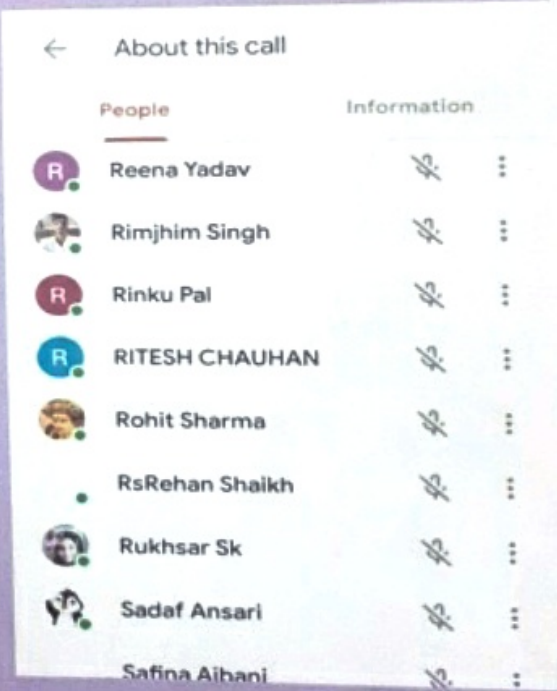 About this call
People Information
R Reena Yadav
Rimjhim Singh
R Rinku Pal
R RITESH CHAUHAN
Rohit Sharma
RsRehan Shaikh
Rukhsar Sk
Sadaf Ansari
Safina Aibani